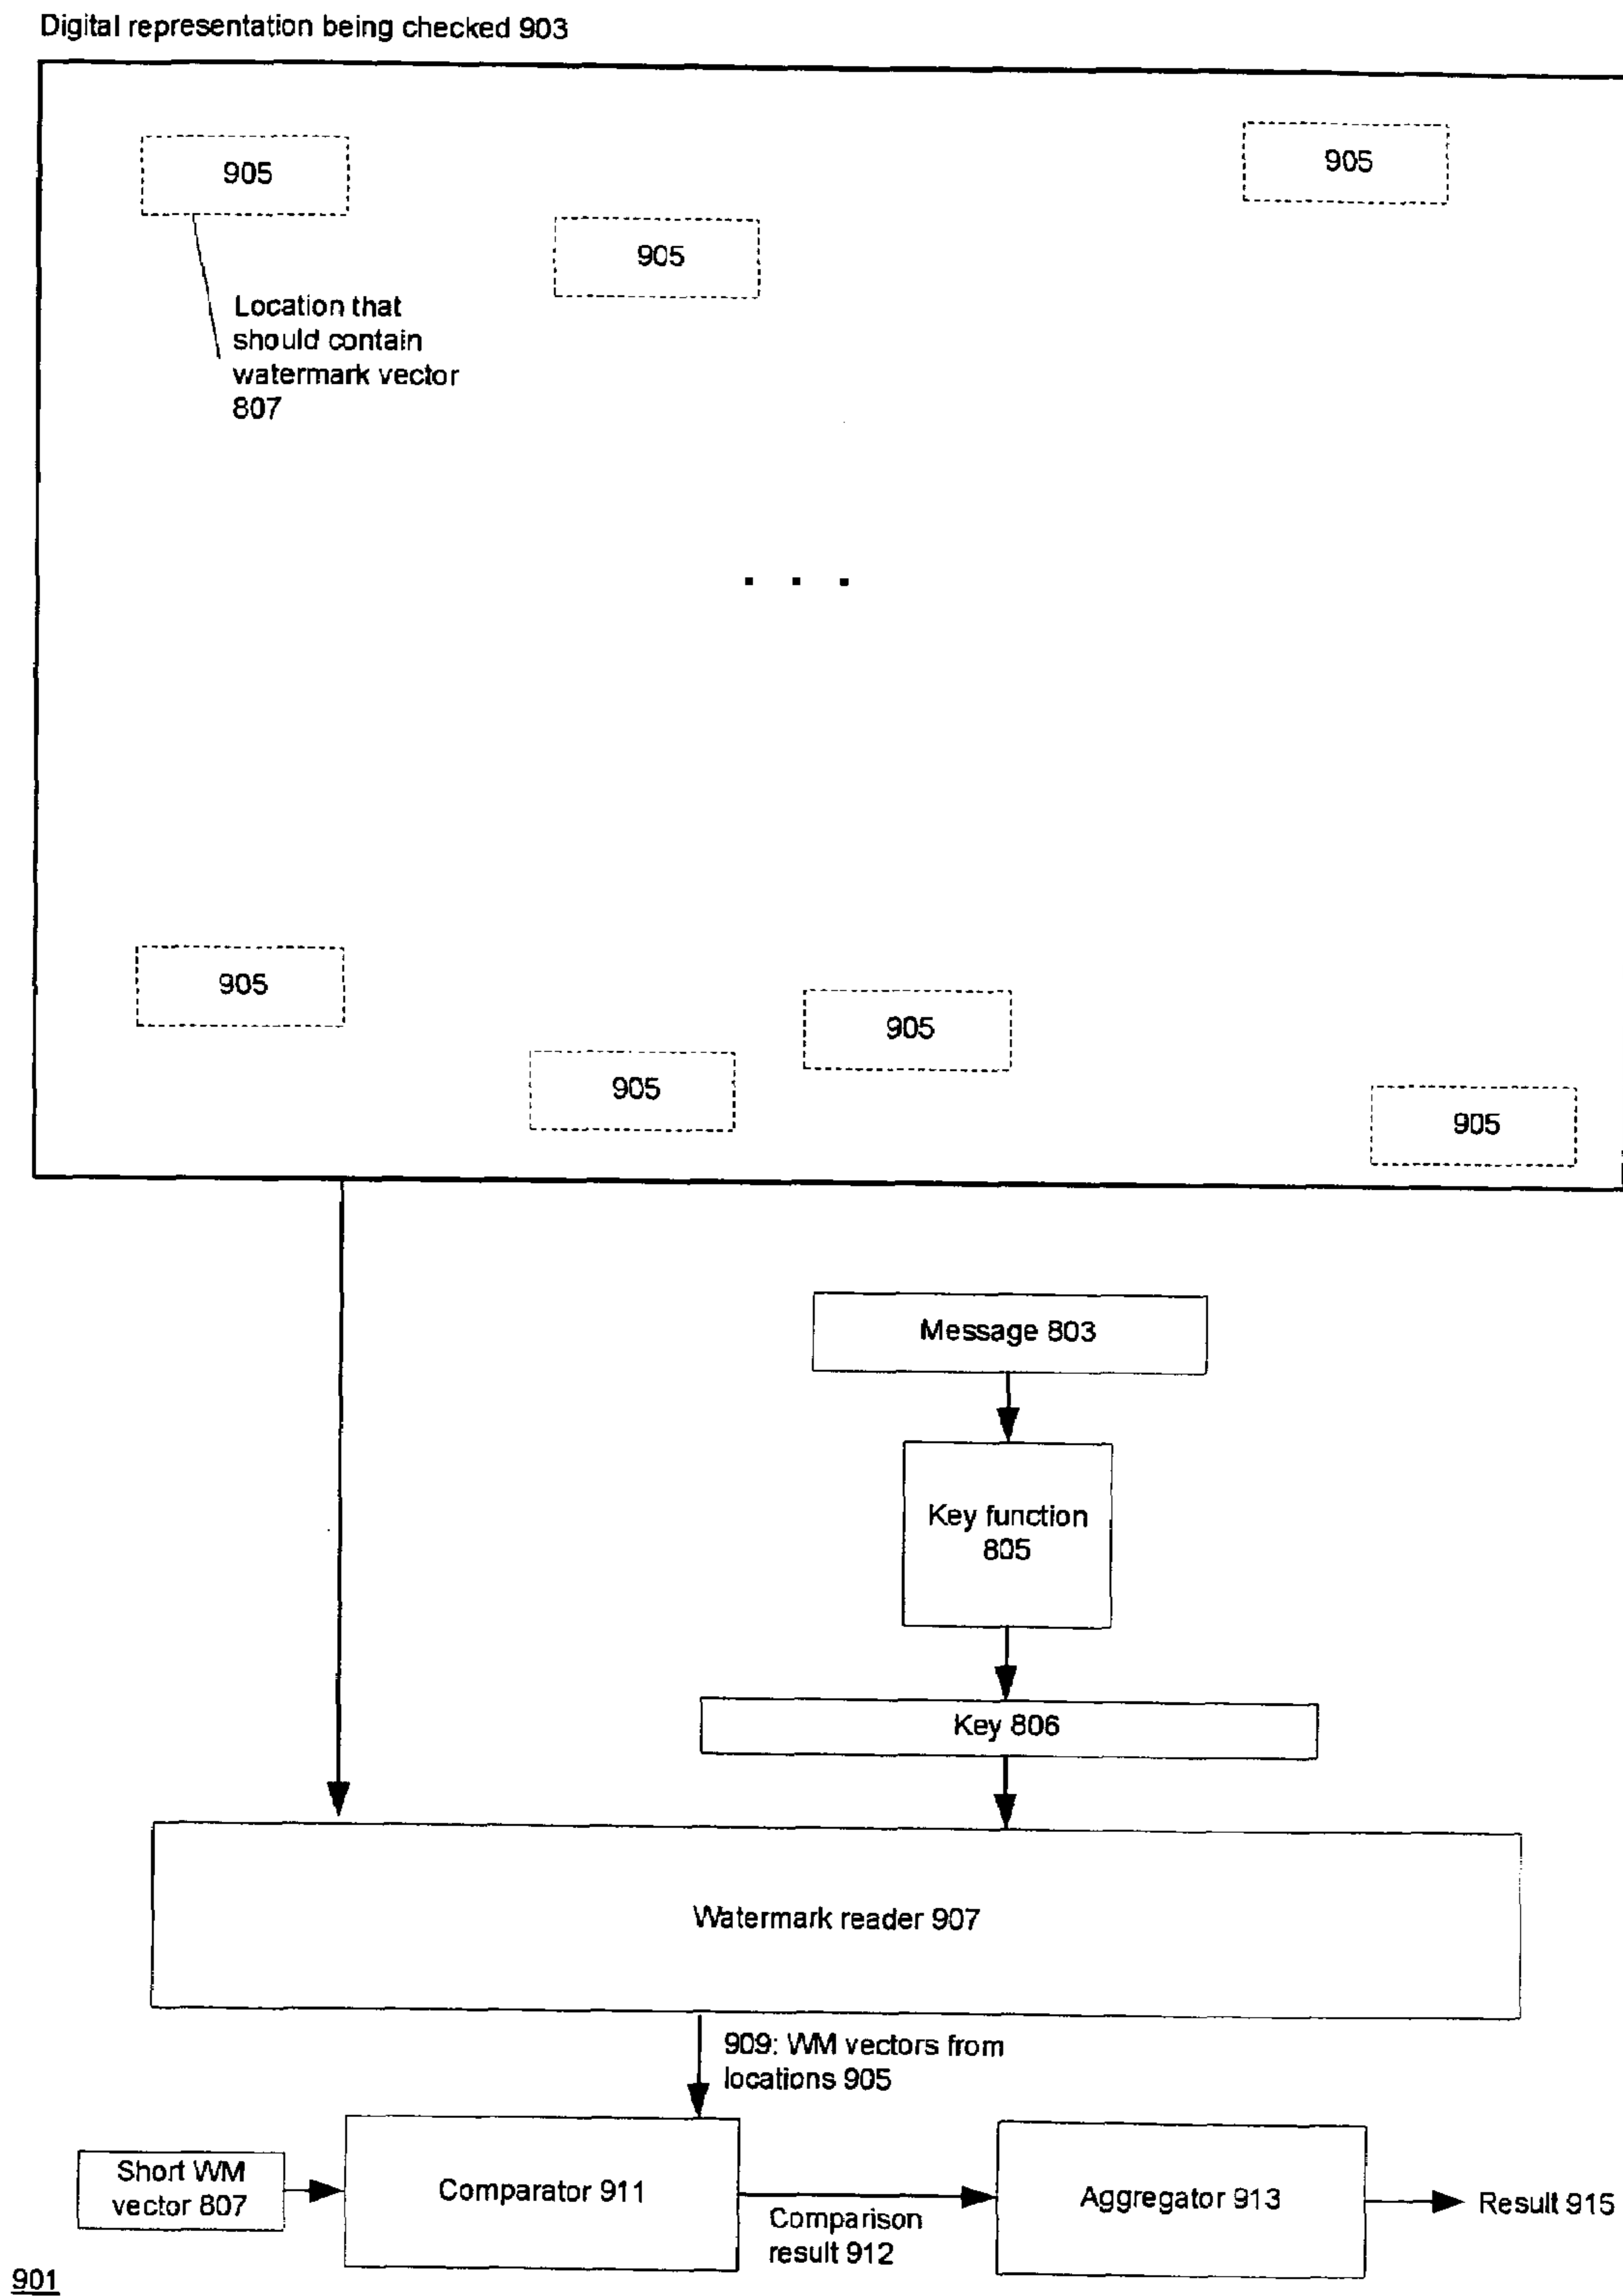 Digital representation being checked 903
905
905
905
Location that
should contain
watermark vector
807
. . .
905
905
905
905
Message 803
Key function
805
Key 806
Watermark reader 907
909: WM vectors from
locations 905
Short WM
vector 807
Comparator 911
Comparison
result 912
Aggregator 913
Result 915
901